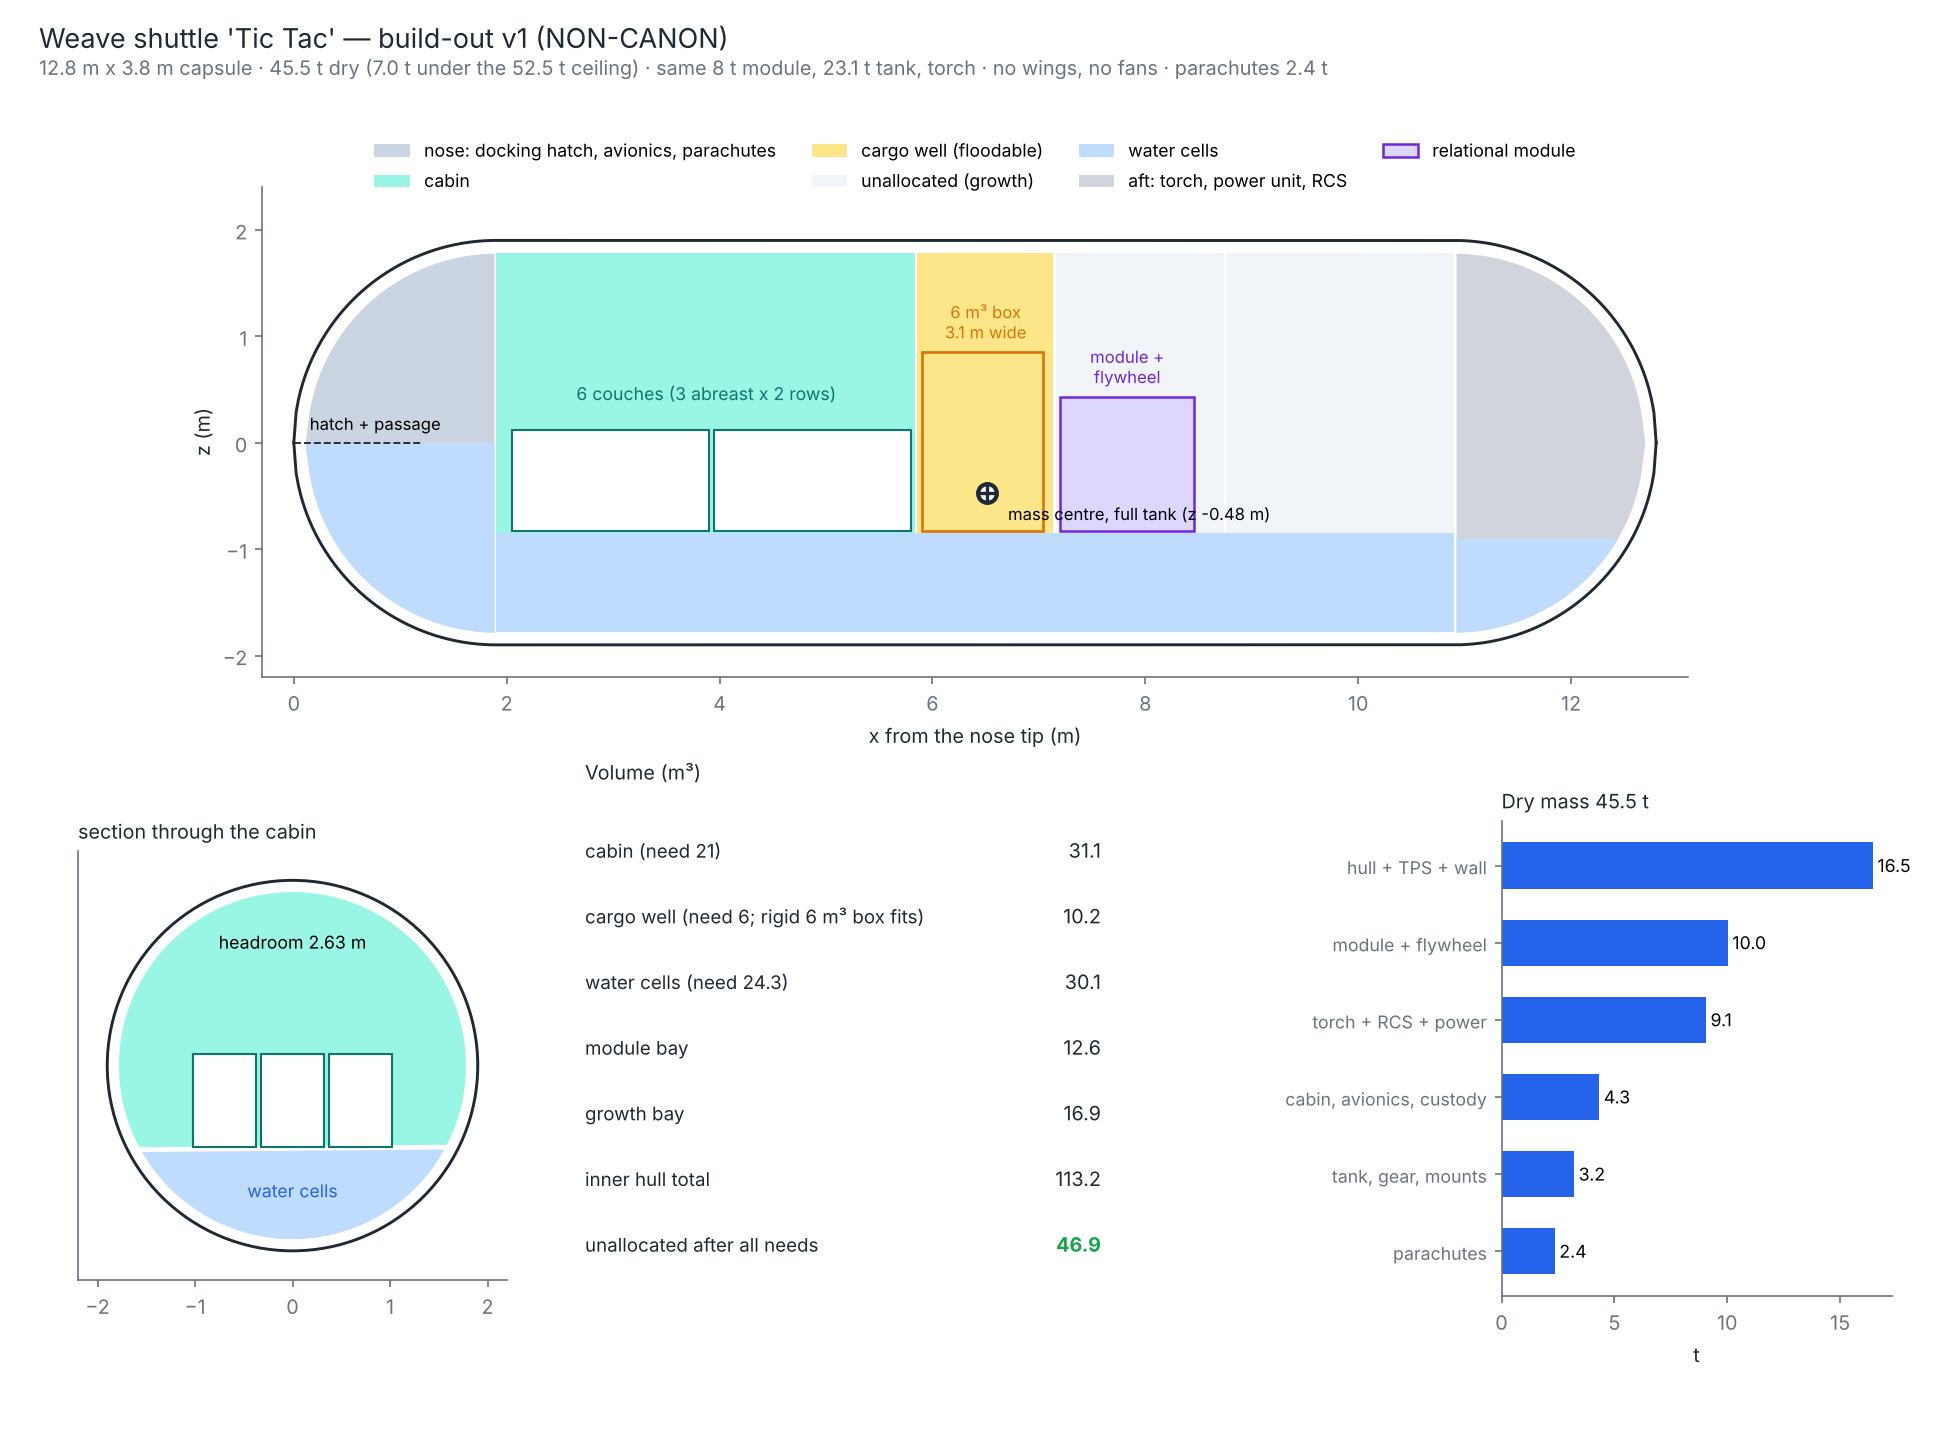 Weave shuttle 'Tic Tac' — build-out v1 (NON-CANON)
12.8 m x 3.8 m capsule · 45.5 t dry (7.0 t under the 52.5 t ceiling) · same 8 t module, 23.1 t tank, torch · no wings, no fans · parachutes 2.4 t
nose: docking hatch, avionics, parachutes
cabin
cargo well (floodable)
unallocated (growth)
water cells
aft: torch, power unit, RCS
relational module
z (m)
2
1
0
−1
−2
6 m³ box
3.1 m wide
module +
flywheel
6 couches (3 abreast x 2 rows)
hatch + passage
mass centre, full tank (z -0.48 m)
0 2 4 6 8 10 12
x from the nose tip (m)
section through the cabin
headroom 2.63 m
water cells
−2 −1 0 1 2
Volume (m³)
cabin (need 21) 31.1
cargo well (need 6; rigid 6 m³ box fits) 10.2
water cells (need 24.3) 30.1
module bay 12.6
growth bay 16.9
inner hull total 113.2
unallocated after all needs 46.9
Dry mass 45.5 t
hull + TPS + wall 16.5
module + flywheel 10.0
torch + RCS + power 9.1
cabin, avionics, custody 4.3
tank, gear, mounts 3.2
parachutes 2.4
0 5 10 15
t